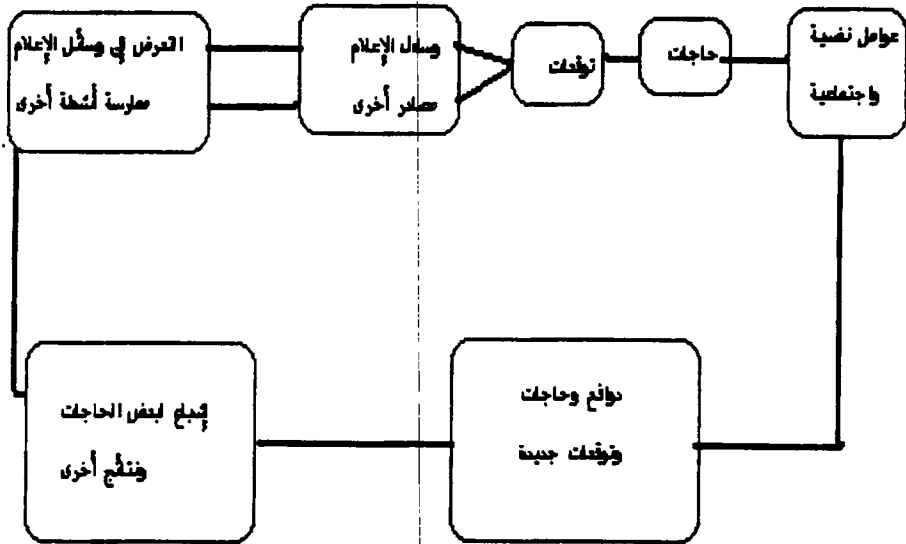 عوامل نفسية
واجتماعية
حاجات
توقعات
وسائل الإعلام
مصادر أخرى
التعرض إلى وسائل الإعلام
ممارسة أنشطة أخرى
إشباع لبعض الحاجات
ونتائج أخرى
دوافع وحاجات
وتوقعات جديدة